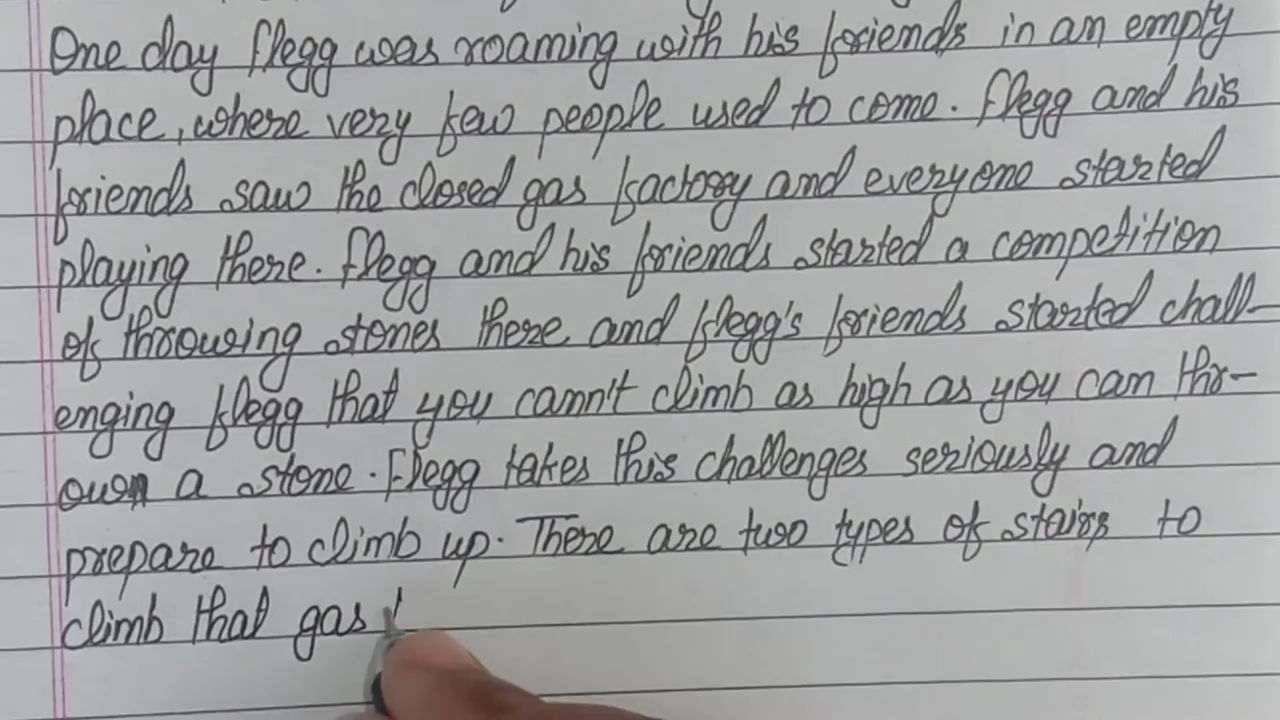 One day flegg was roaming with his friends in an empty
place, where very few people used to come. flegg and his
friends saw the closed gas factory and everyone started
playing there. flegg and his friends started a competition
of throwing stones there and flegg's friends started chall-
enging flegg that you cann't climb as high as you can thr-
own a stone. Flegg takes this challenges seriously and
prepare to climb up. There are two types of stairs to
climb that gas